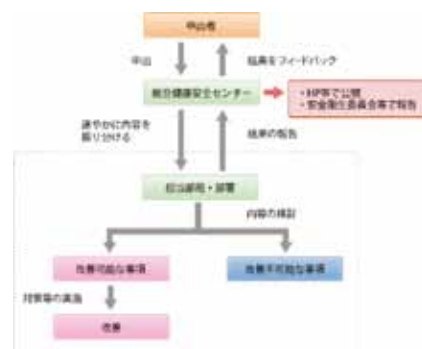 申出者
申出
結果をフィードバック
総合健康安全センター
・HP等で公開
・安全衛生委員会等で報告
速やかに内容を
振り分ける
結果の報告
担当部局・部署
内容の検討
改善可能な事項
改善不可能な事項
対策等の実施
改善